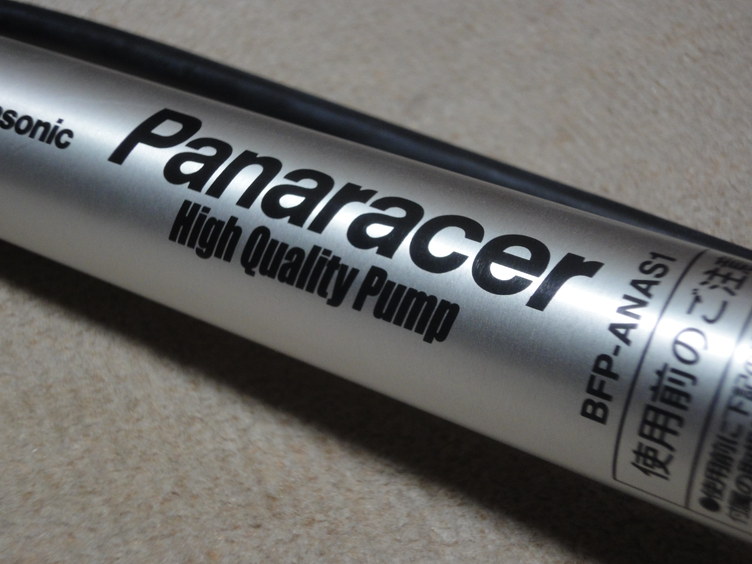 Panaracer
High Quality Pump
BFP-ANAS1
使用前のご注